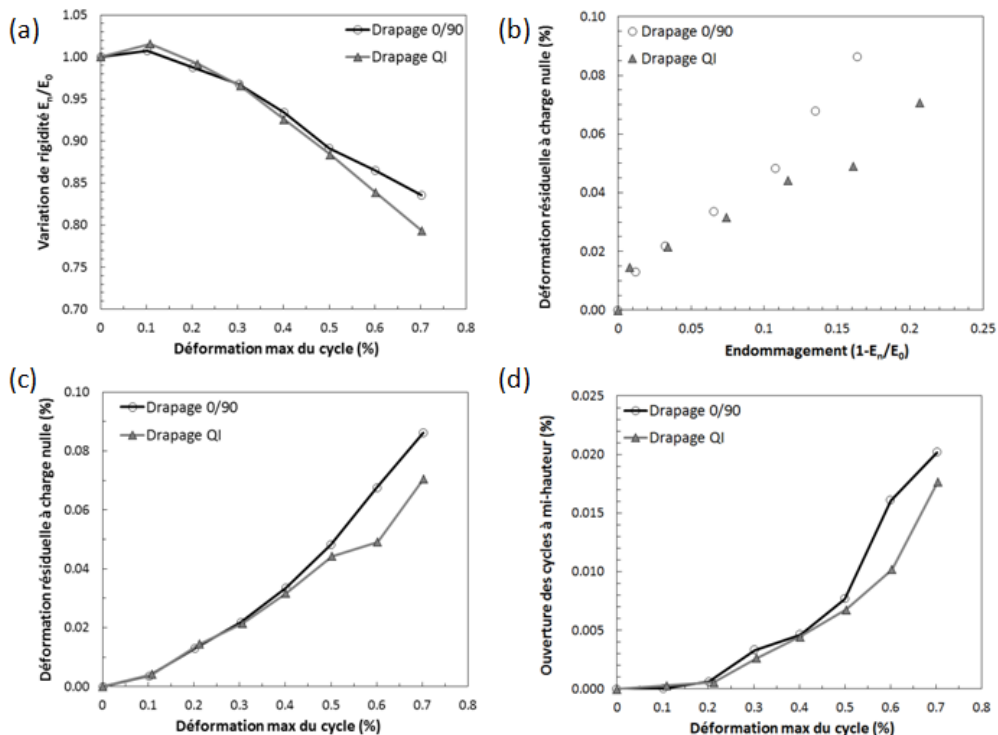 (a)
Variation de rigidité En/E0
1.05
1.00
0.95
0.90
0.85
0.80
0.75
0.70
Drapage 0/90
Drapage QI
0 0.1 0.2 0.3 0.4 0.5 0.6 0.7 0.8
Déformation max du cycle (%)
(b)
Déformation résiduelle à charge nulle (%)
0.10
0.08
0.06
0.04
0.02
0.00
Drapage 0/90
Drapage QI
0 0.05 0.1 0.15 0.2 0.25
Endommagement (1-En/E0)
(c)
Déformation résiduelle à charge nulle (%)
0.10
0.08
0.06
0.04
0.02
0.00
Drapage 0/90
Drapage QI
0 0.1 0.2 0.3 0.4 0.5 0.6 0.7 0.8
Déformation max du cycle (%)
(d)
Ouverture des cycles à mi-hauteur (%)
0.025
0.020
0.015
0.010
0.005
0.000
Drapage 0/90
Drapage QI
0 0.1 0.2 0.3 0.4 0.5 0.6 0.7 0.8
Déformation max du cycle (%)